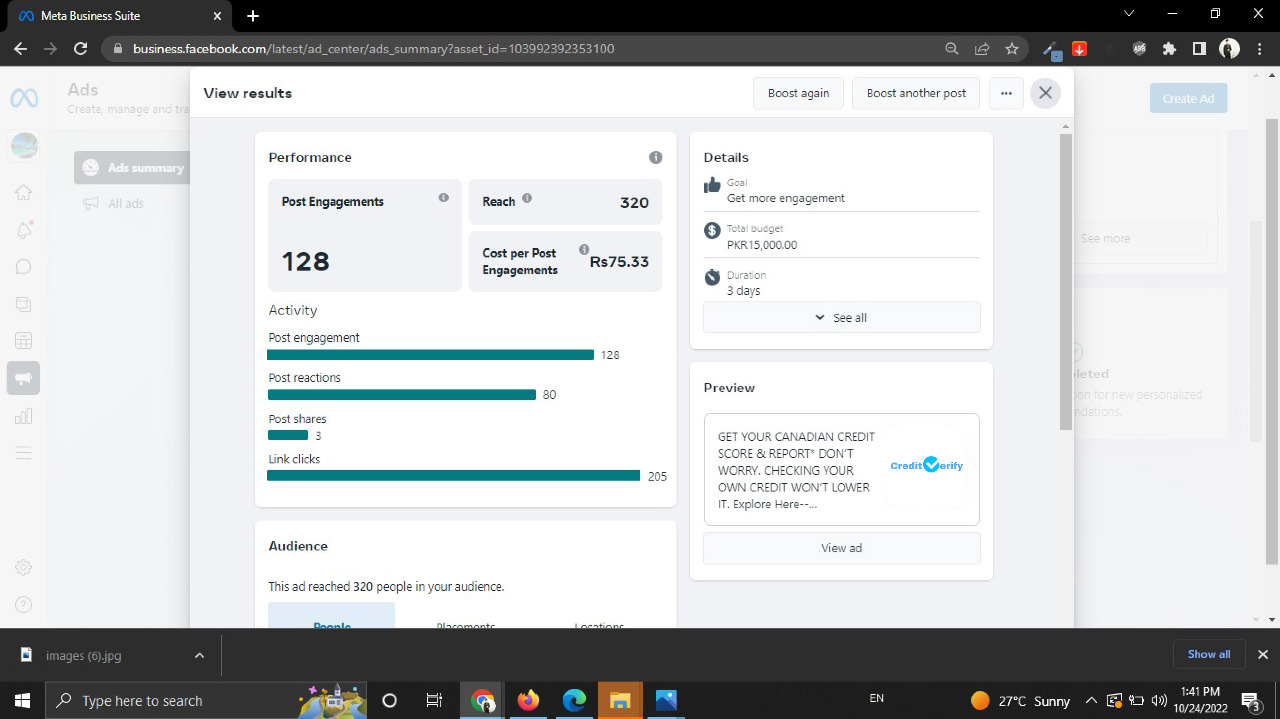 Meta Business Suite
business.facebook.com/latest/ad_center/ads_summary?asset_id=103992392353100
Ads
Create, manage and tra
Create Ad
Ads summary
All ads
See more
leted
on for new personalized
ndations.
View results
Boost again
Boost another post
Performance
Post Engagements
128
Reach
320
Cost per Post
Engagements
Rs75.33
Activity
Post engagement
128
Post reactions
80
Post shares
3
Link clicks
205
Audience
This ad reached 320 people in your audience.
People
Placements
Locations
Details
Goal
Get more engagement
Total budget
PKR15,000.00
Duration
3 days
See all
Preview
GET YOUR CANADIAN CREDIT
SCORE & REPORT* DON'T
WORRY. CHECKING YOUR
OWN CREDIT WON'T LOWER
IT. Explore Here--...
Credit Verify
View ad
images (6).jpg
Show all
Type here to search
EN
27°C Sunny
1:41 PM
10/24/2022
3